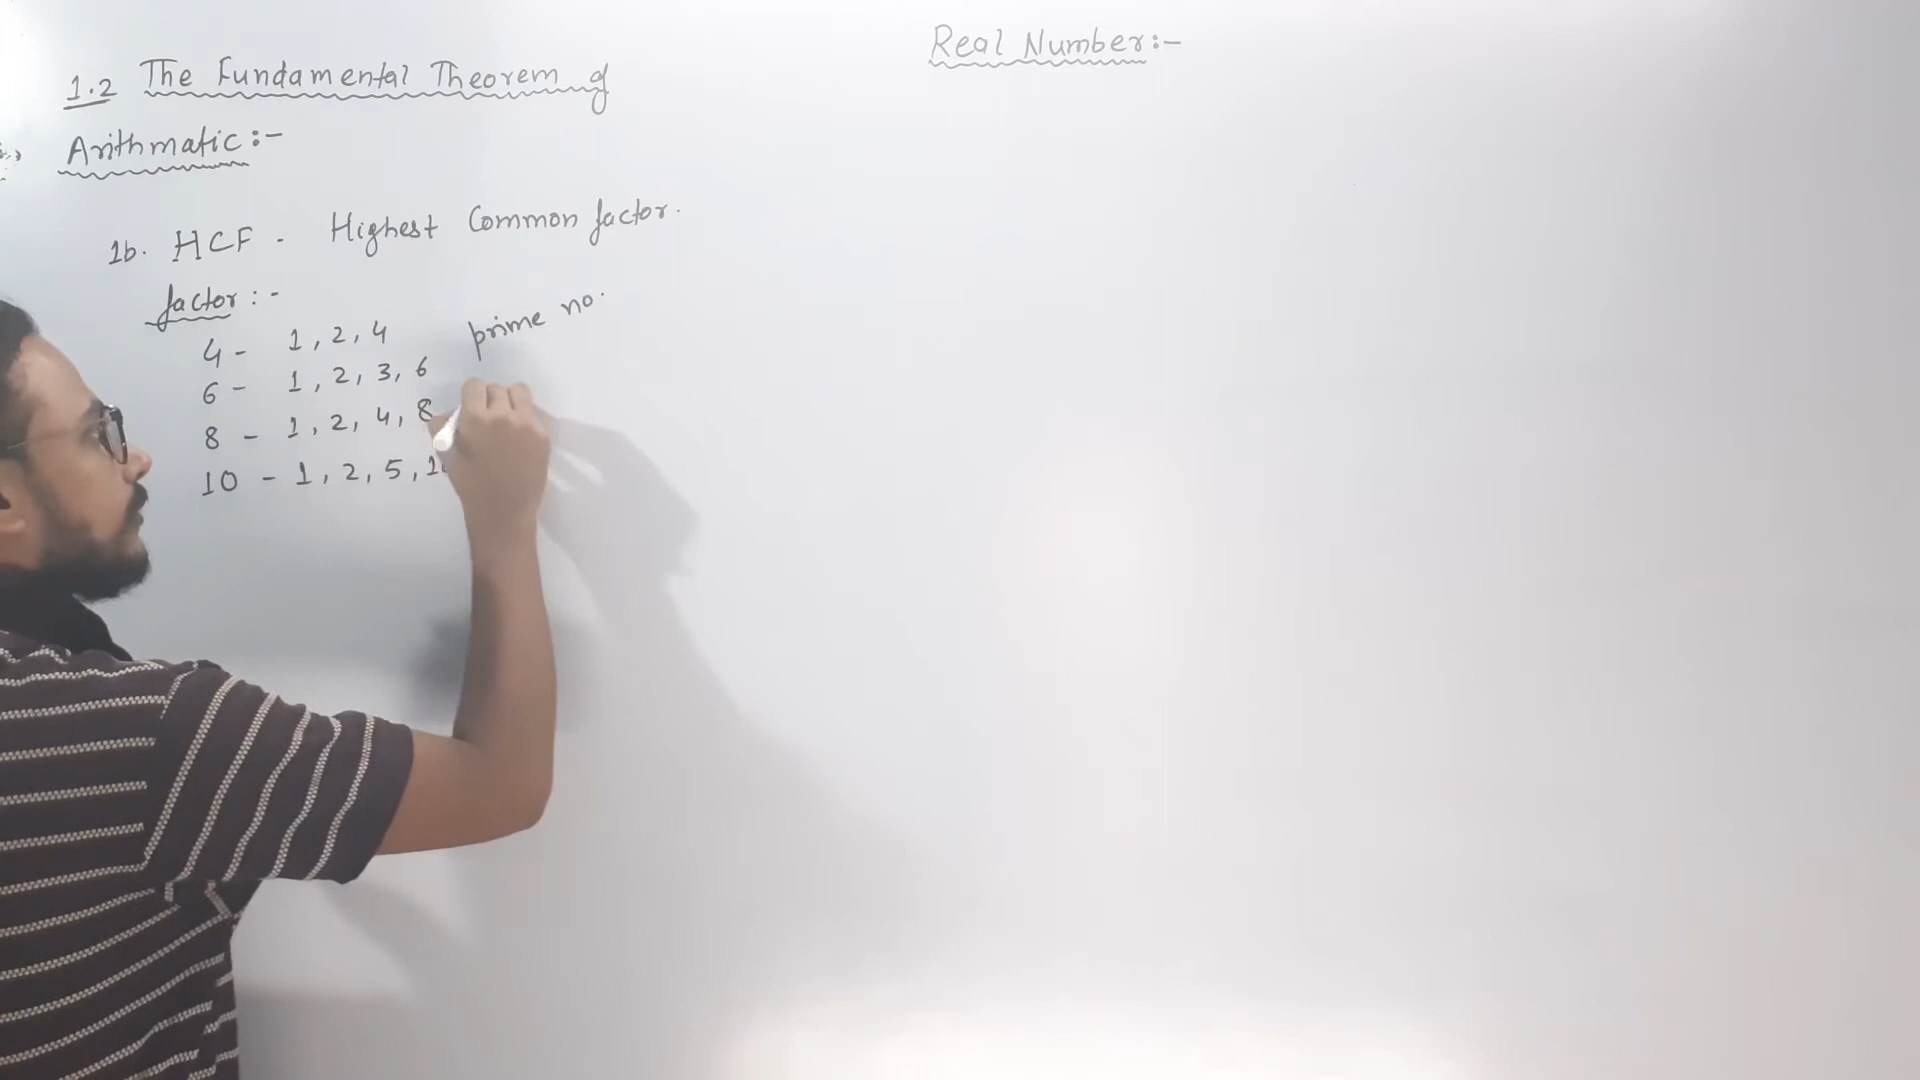 Real Number:-
1.2 The Fundamental Theorem of
Arithmatic:-
1b. HCF - Highest Common factor.
factor:-
prime no.
4 - 1, 2, 4
6 - 1, 2, 3, 6
8 - 1, 2, 4, 8
10 - 1, 2, 5,